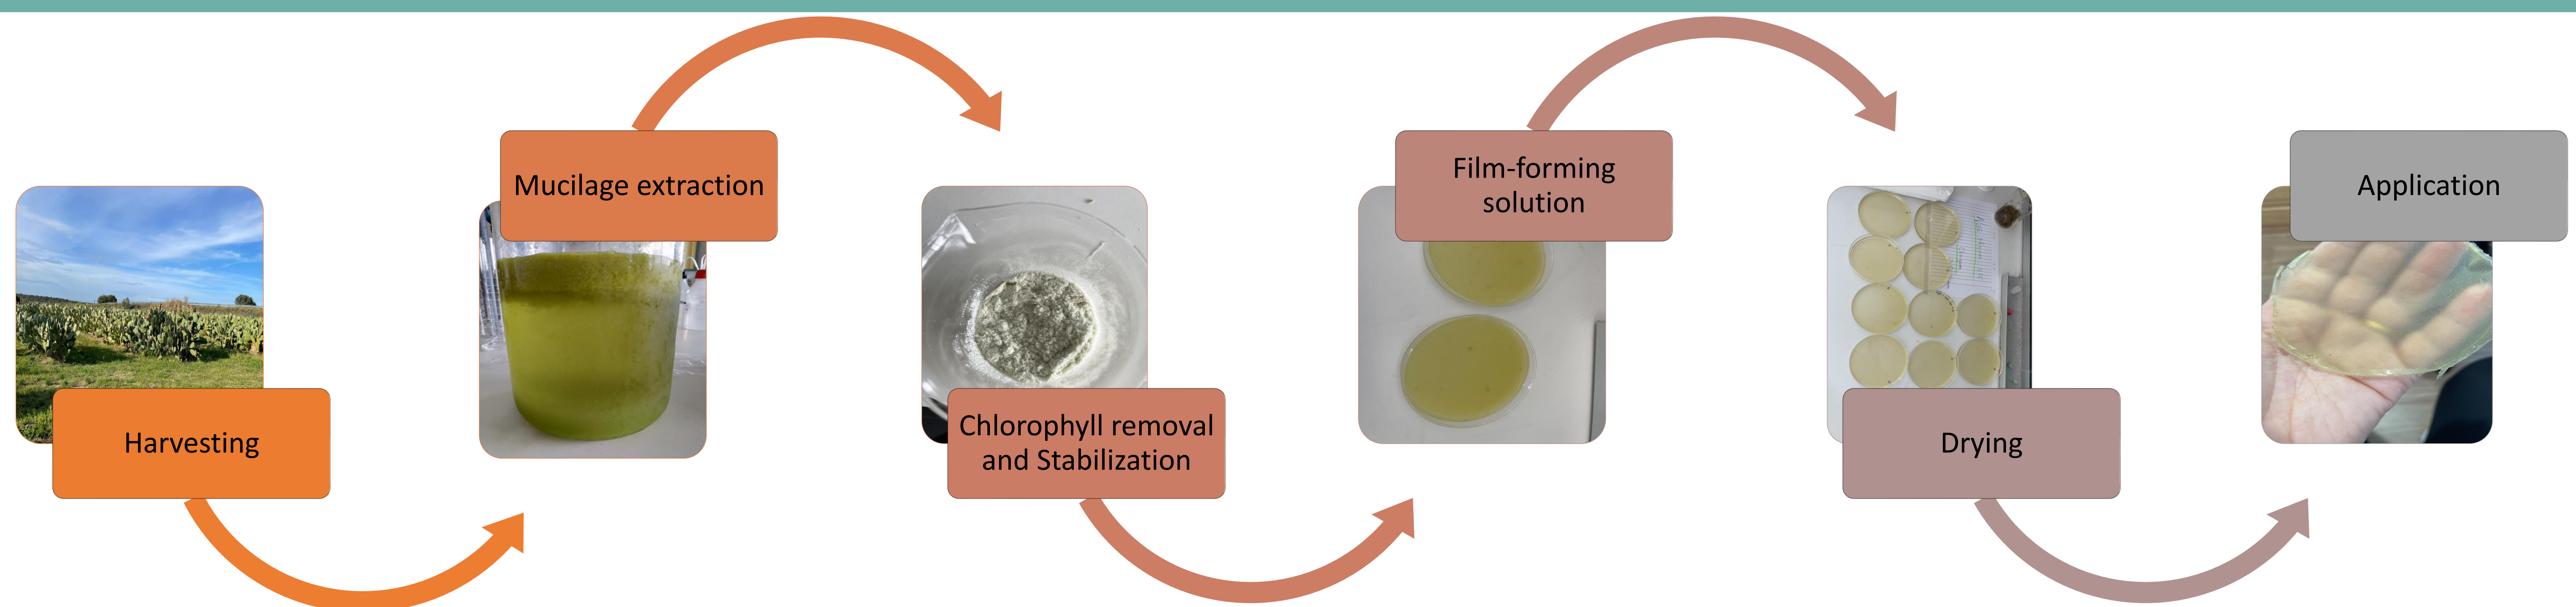 Harvesting
Mucilage extraction
Chlorophyll removal
and Stabilization
Film-forming
solution
Drying
Application